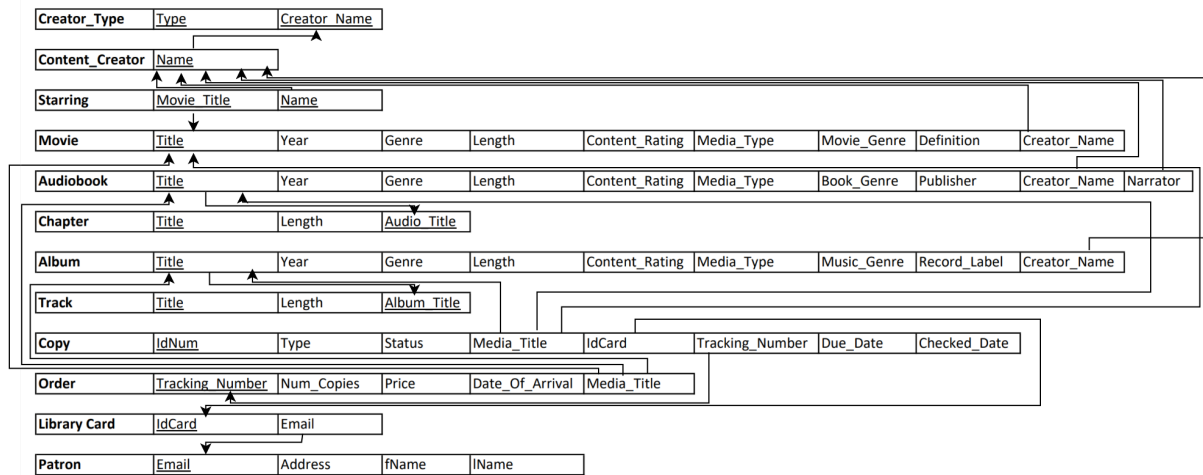 Creator_Type Type Creator_Name
Content_Creator Name
Starring Movie_Title Name
Movie Title Year Genre Length Content_Rating Media_Type Movie_Genre Definition Creator_Name
Audiobook Title Year Genre Length Content_Rating Media_Type Book_Genre Publisher Creator_Name Narrator
Chapter Title Length Audio_Title
Album Title Year Genre Length Content_Rating Media_Type Music_Genre Record_Label Creator_Name
Track Title Length Album_Title
Copy IdNum Type Status Media_Title IdCard Tracking_Number Due_Date Checked_Date
Order Tracking_Number Num_Copies Price Date_Of_Arrival Media_Title
Library Card IdCard Email
Patron Email Address fName lName